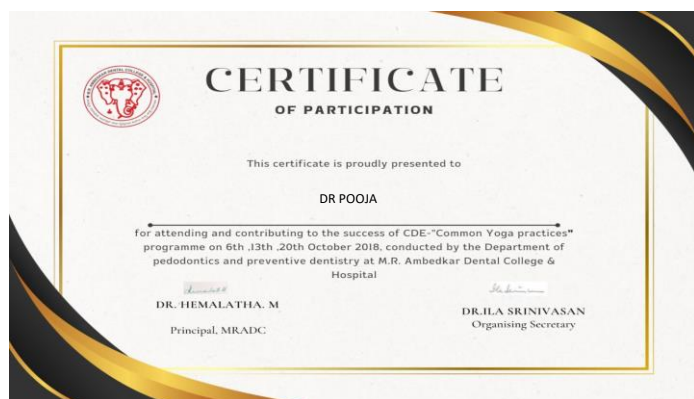 CERTIFICATE
OF PARTICIPATION
This certificate is proudly presented to
DR POOJA
for attending and contributing to the success of CDE-"Common Yoga practices"
programme on 6th ,13th .20th October 2018, conducted by the Department of
pedodontics and preventive dentistry at M.R. Ambedkar Dental College &
Hospital
DR. HEMALATHA. M
Principal, MRADC
DR.ILA SRINIVASAN
Organising Secretary